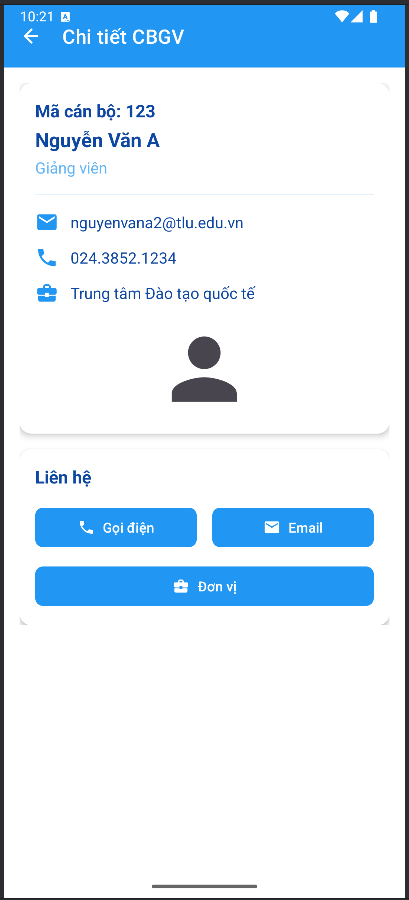 10:21 A
Chi tiết CBGV
Mã cán bộ: 123
Nguyễn Văn A
Giảng viên
nguyenvana2@tlu.edu.vn
024.3852.1234
Trung tâm Đào tạo quốc tế
Liên hệ
Gọi điện
Email
Đơn vị